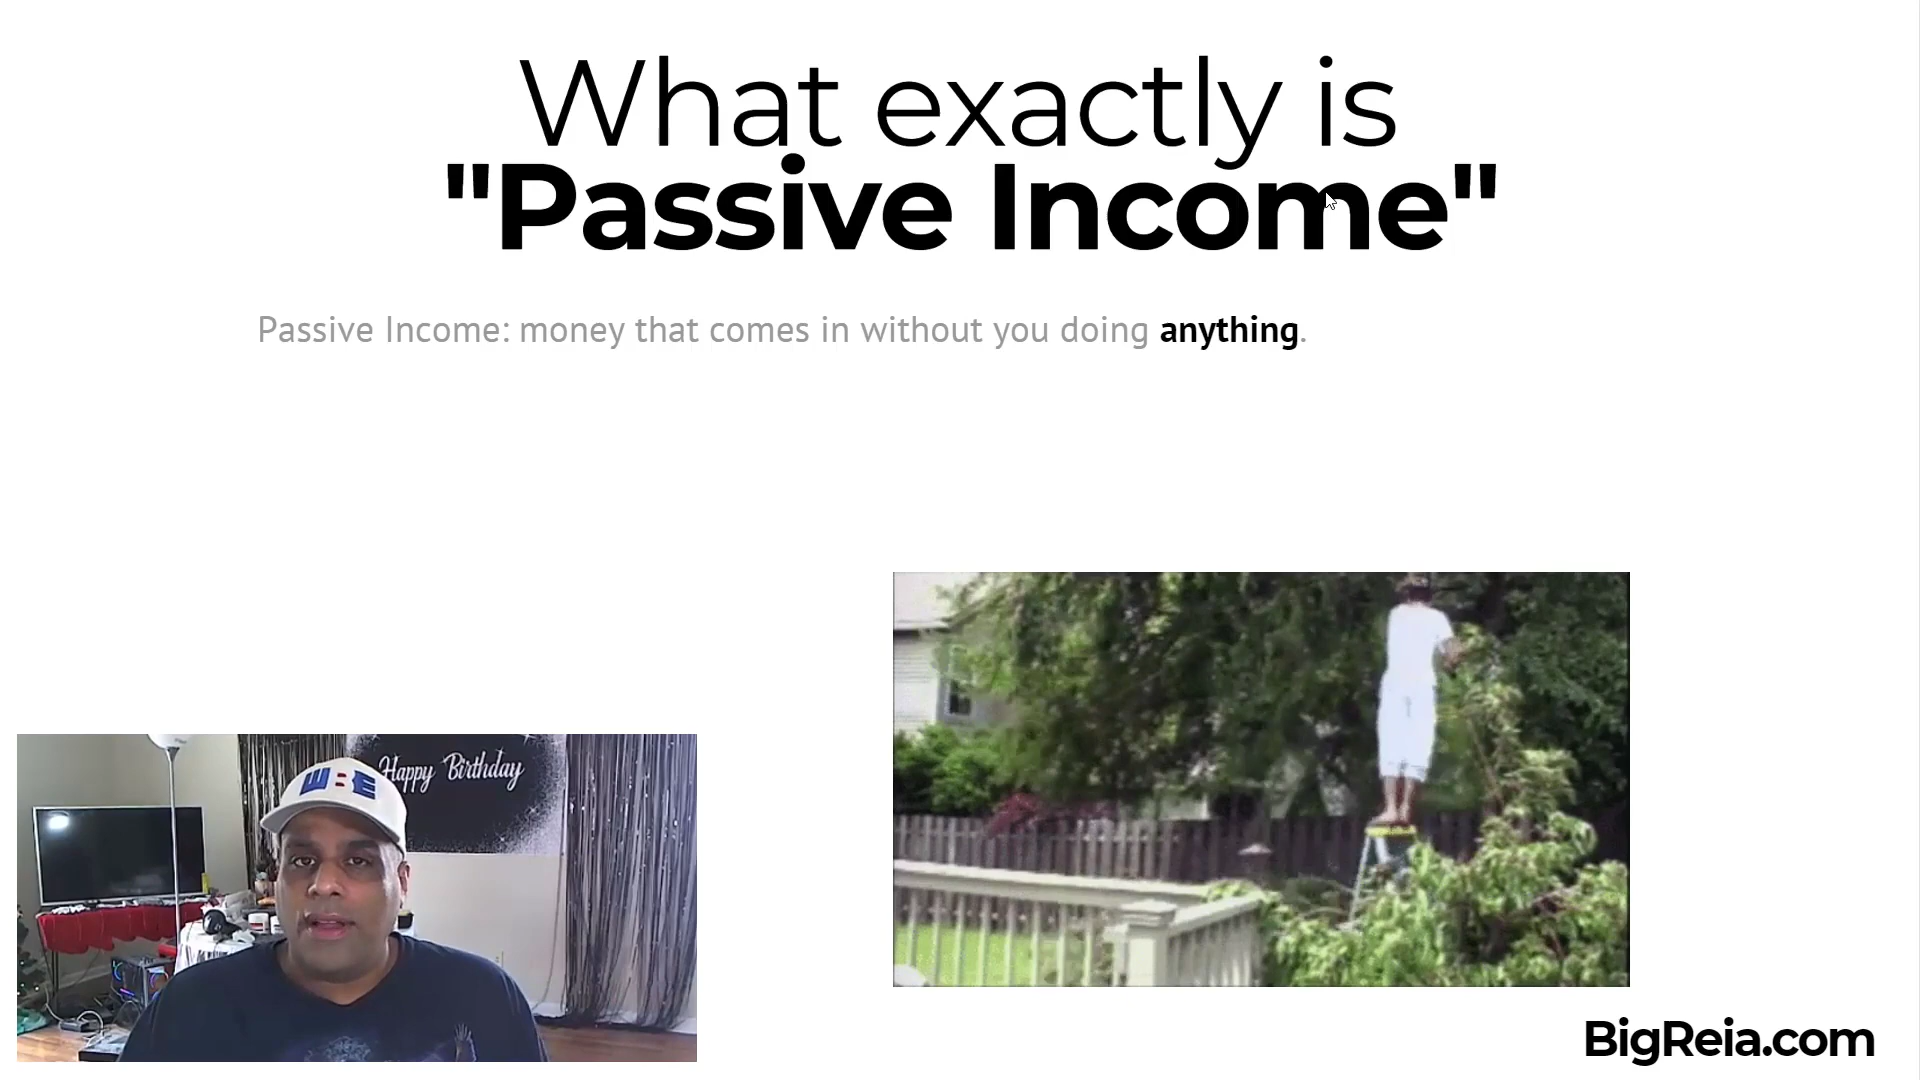 What exactly is
"Passive Income"
Passive Income: money that comes in without you doing anything.
Happy Birthday
WBE
BigReia.com